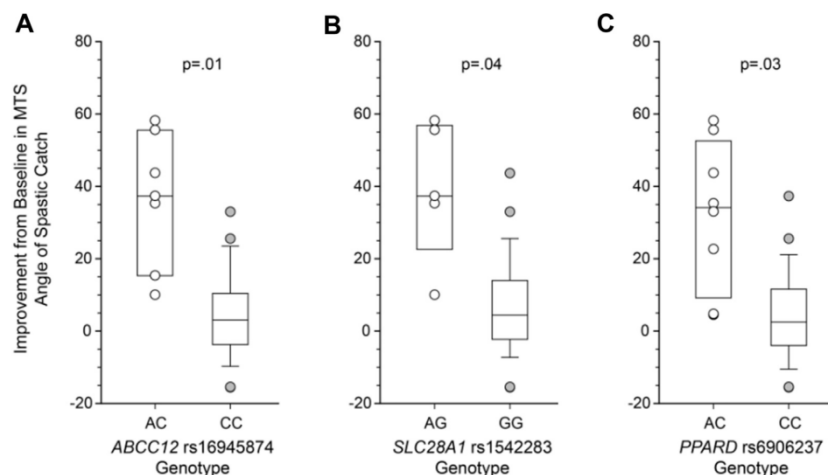 A
B
C
80
60
40
20
0
-20
80
60
40
20
0
-20
80
60
40
20
0
-20
p=.01
p=.04
p=.03
Improvement from Baseline in MTS
Angle of Spastic Catch
AC CC
AG GG
AC CC
ABCC12 rs16945874
Genotype
SLC28A1 rs1542283
Genotype
PPARD rs6906237
Genotype